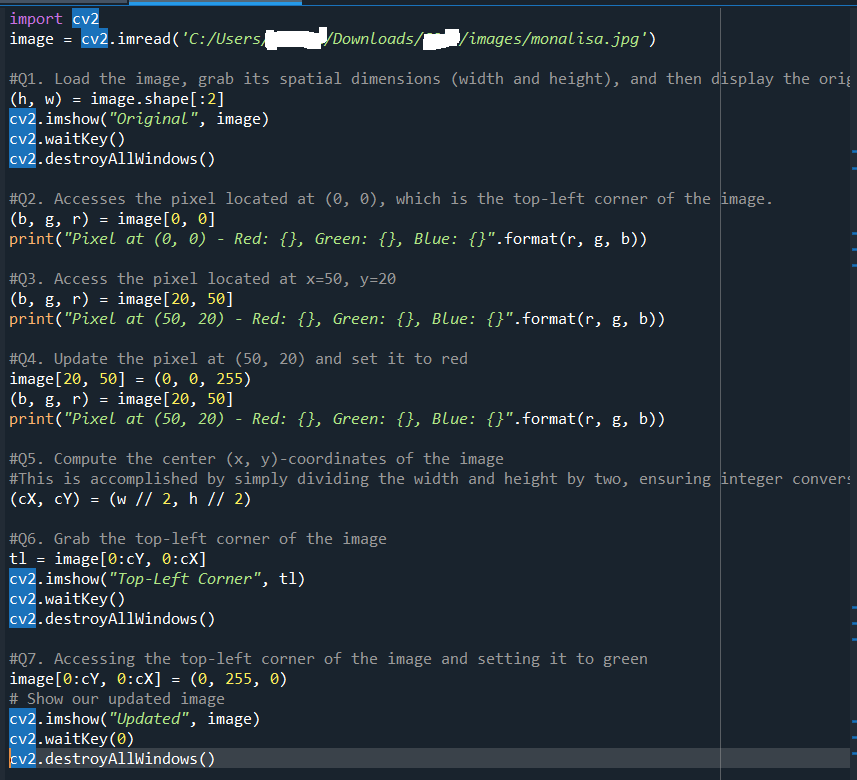 import cv2
image = cv2.imread('C:/Users/ /Downloads/ /images/monalisa.jpg')
#Q1. Load the image, grab its spatial dimensions (width and height), and then display the orig
(h, w) = image.shape[:2]
cv2.imshow("Original", image)
cv2.waitKey()
cv2.destroyAllWindows()
#Q2. Accesses the pixel located at (0, 0), which is the top-left corner of the image.
(b, g, r) = image[0, 0]
print("Pixel at (0, 0) - Red: {}, Green: {}, Blue: {}".format(r, g, b))
#Q3. Access the pixel located at x=50, y=20
(b, g, r) = image[20, 50]
print("Pixel at (50, 20) - Red: {}, Green: {}, Blue: {}".format(r, g, b))
#Q4. Update the pixel at (50, 20) and set it to red
image[20, 50] = (0, 0, 255)
(b, g, r) = image[20, 50]
print("Pixel at (50, 20) - Red: {}, Green: {}, Blue: {}".format(r, g, b))
#Q5. Compute the center (x, y)-coordinates of the image
#This is accomplished by simply dividing the width and height by two, ensuring integer convers
(cX, cY) = (w // 2, h // 2)
#Q6. Grab the top-left corner of the image
tl = image[0:cY, 0:cX]
cv2.imshow("Top-Left Corner", tl)
cv2.waitKey()
cv2.destroyAllWindows()
#Q7. Accessing the top-left corner of the image and setting it to green
image[0:cY, 0:cX] = (0, 255, 0)
# Show our updated image
cv2.imshow("Updated", image)
cv2.waitKey(0)
cv2.destroyAllWindows()